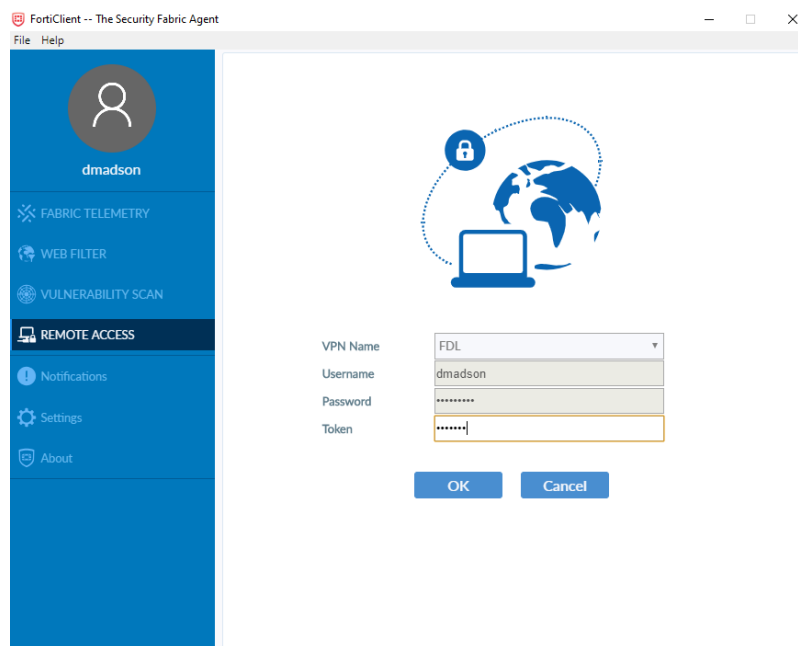 FortiClient -- The Security Fabric Agent
File Help
dmadson
FABRIC TELEMETRY
WEB FILTER
VULNERABILITY SCAN
REMOTE ACCESS
Notifications
Settings
About
VPN Name FDL
Username dmadson
Password •••••••••
Token •••••••
OK Cancel